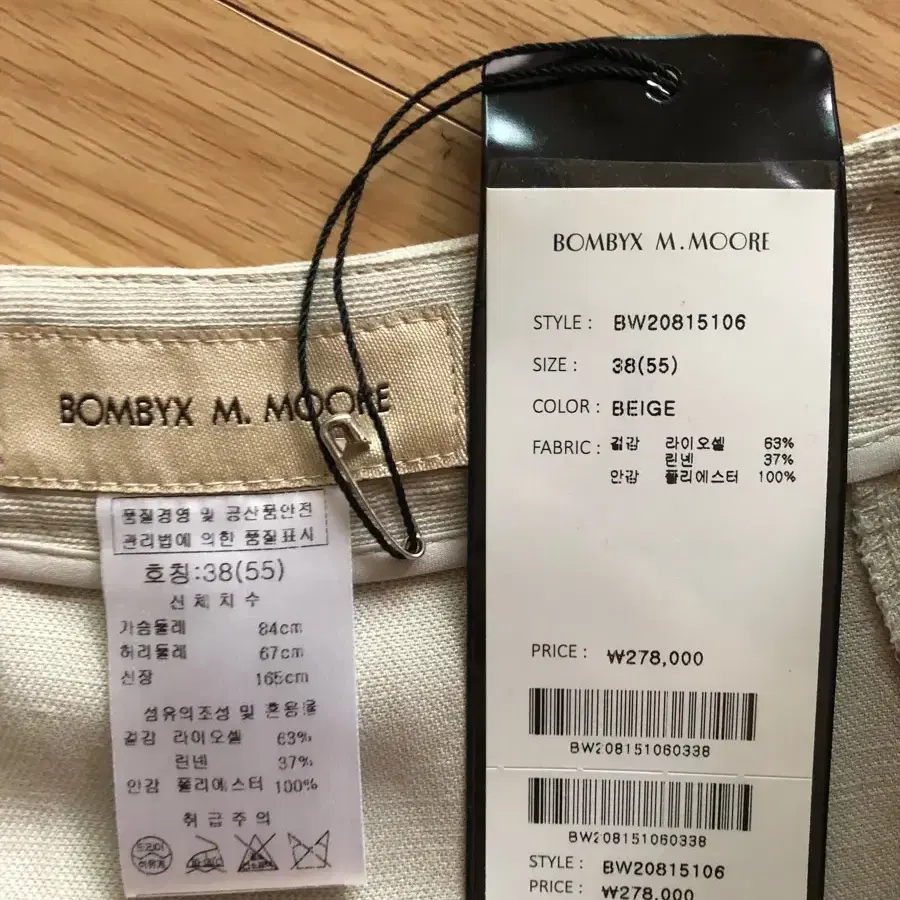 BOMBYX M. MOORE
품질경영 및 공산품안전
관리법에 의한 품질표시
호칭:38(55)
신체치수
가슴둘레 84cm
허리둘레 67cm
신장 165cm
섬유의조성 및 혼용율
겉감 라이오셀 63%
린넨 37%
안감 폴리에스터 100%
취급주의
드라이
BOMBYX M.MOORE
STYLE : BW20815106
SIZE : 38(55)
COLOR : BEIGE
FABRIC : 겉감 라이오셀 63%
린넨 37%
안감 폴리에스터 100%
PRICE : ₩278,000
BW208151060338
BW208151060338
STYLE : BW20815106
PRICE : ₩278,000